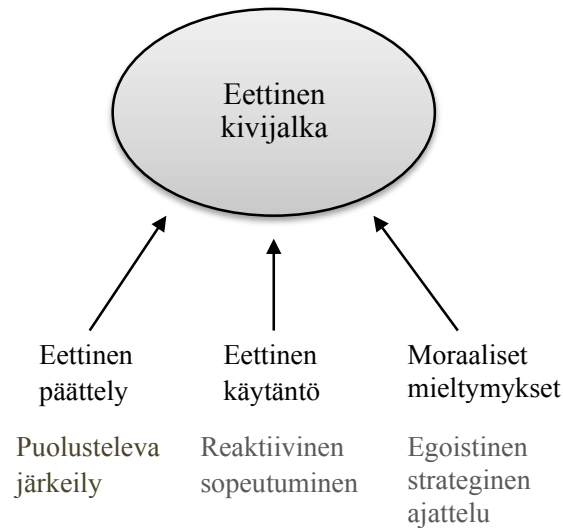 Eettinen
kivijalka
Eettinen
päättely
Eettinen
käytäntö
Moraaliset
mieltymykset
Puolusteleva
järkeily
Reaktiivinen
sopeutuminen
Egoistinen
strateginen
ajattelu